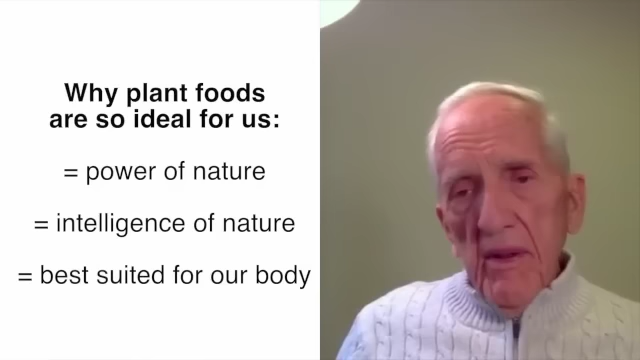 Why plant foods
are so ideal for us:
= power of nature
= intelligence of nature
= best suited for our body